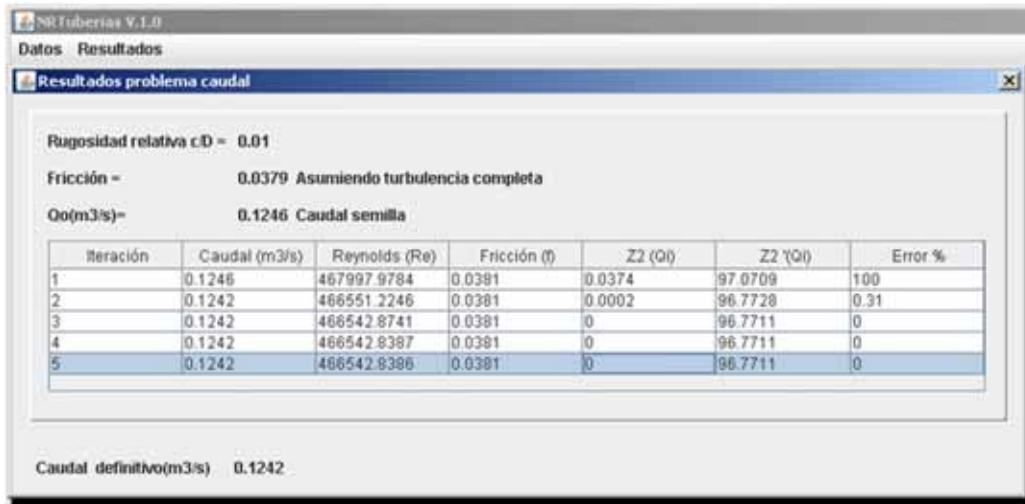 NRTuberias V.1.0
Datos Resultados
Resultados problema caudal
Rugosidad relativa ε/D = 0.01
Fricción = 0.0379 Asumiendo turbulencia completa
Qo(m3/s)= 0.1246 Caudal semilla
Iteración Caudal (m3/s) Reynolds (Re) Fricción (f) Z2 (Qi) Z2 '(Qi) Error %
1 0.1246 467997.9784 0.0381 0.0374 97.0709 100
2 0.1242 466551.2246 0.0381 0.0002 96.7728 0.31
3 0.1242 466542.8741 0.0381 0 96.7711 0
4 0.1242 466542.8387 0.0381 0 96.7711 0
5 0.1242 466542.8386 0.0381 0 96.7711 0
Caudal definitivo(m3/s) 0.1242